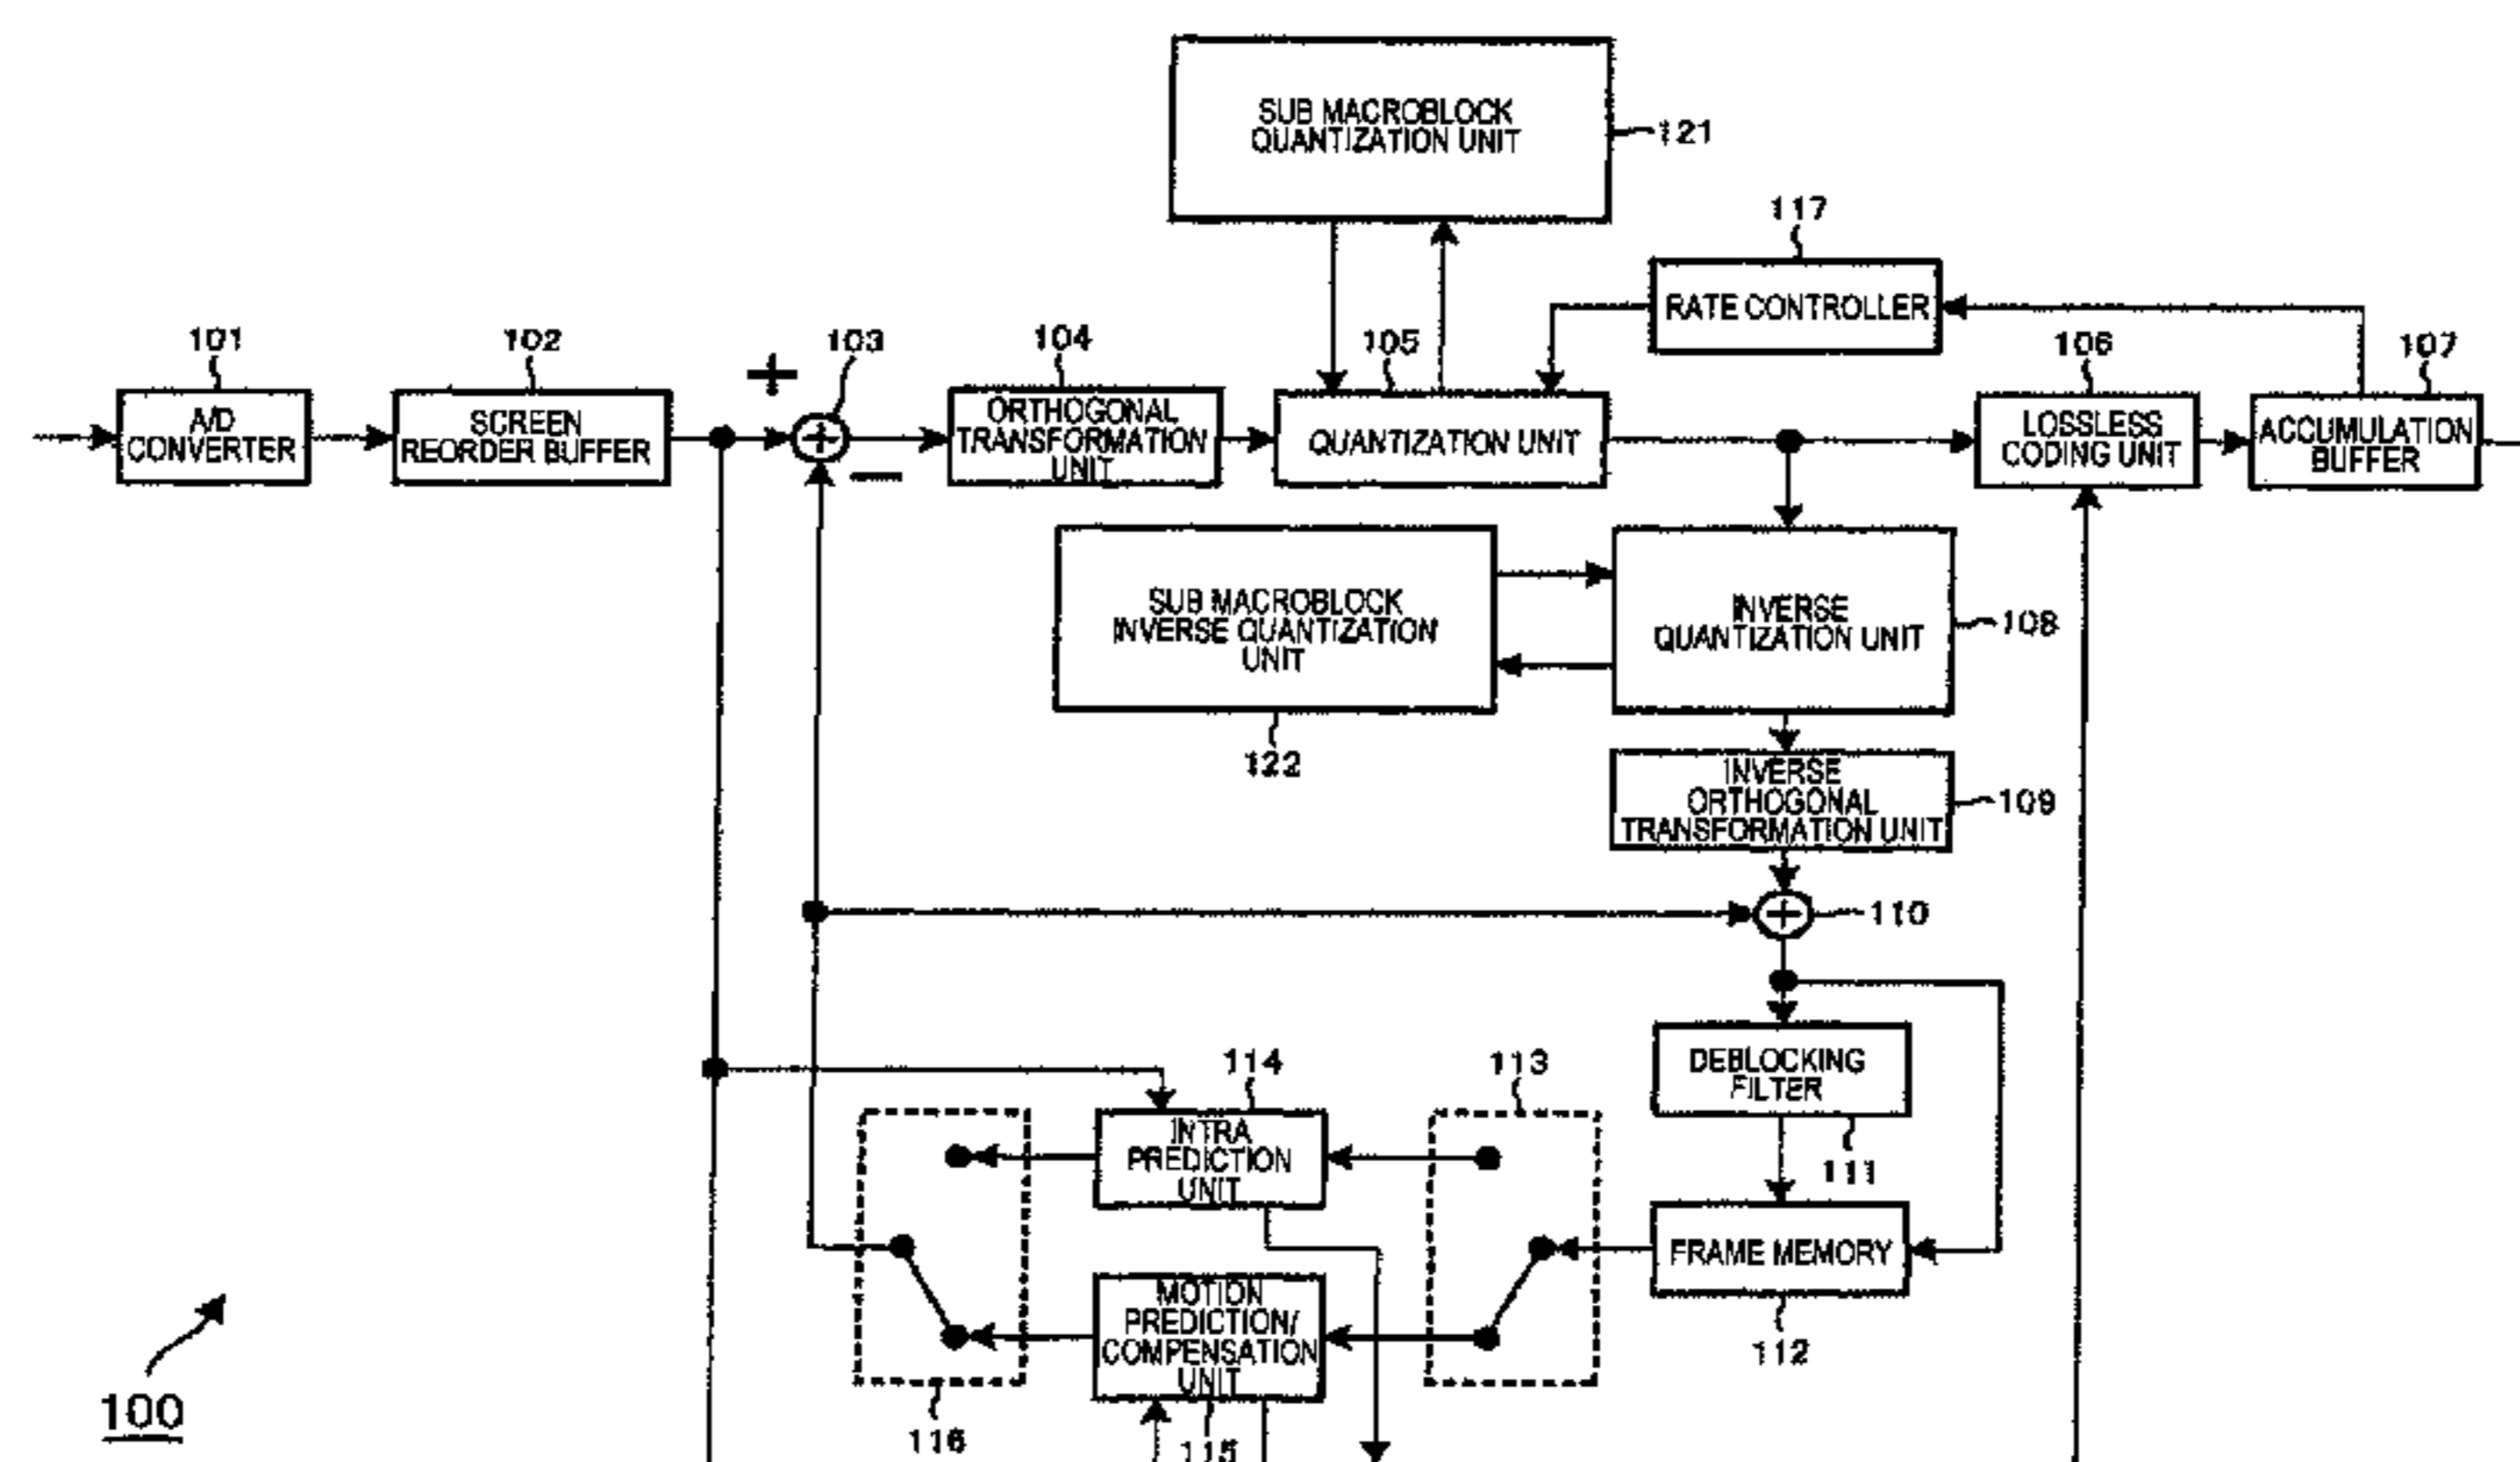 SUB MACROBLOCK
QUANTIZATION UNIT
121
117
RATE CONTROLLER
101
102
+
103
104
105
106
107
A/D
CONVERTER
SCREEN
REORDER BUFFER
+
−
ORTHOGONAL
TRANSFORMATION
UNIT
QUANTIZATION UNIT
LOSSLESS
CODING UNIT
ACCUMULATION
BUFFER
SUB MACROBLOCK
INVERSE QUANTIZATION
UNIT
122
INVERSE
QUANTIZATION UNIT
108
INVERSE
ORTHOGONAL
TRANSFORMATION UNIT
109
+
110
DEBLOCKING
FILTER
111
114
113
INTRA
PREDICTION
UNIT
FRAME MEMORY
112
MOTION
PREDICTION/
COMPENSATION
UNIT
116
115
100